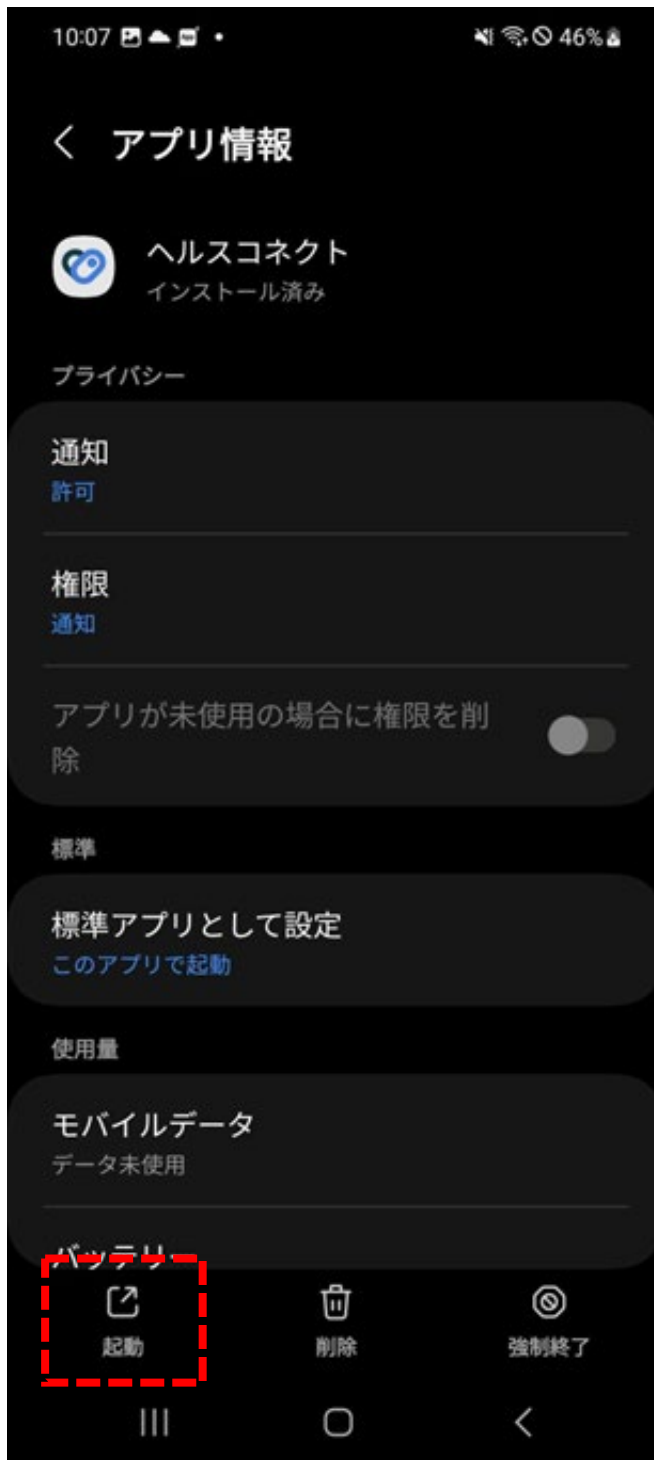 10:07
46%
アプリ情報
ヘルスコネクト
インストール済み
プライバシー
通知
許可
権限
通知
アプリが未使用の場合に権限を削
除
標準
標準アプリとして設定
このアプリで起動
使用量
モバイルデータ
データ未使用
バッテリー
起動
削除
強制終了